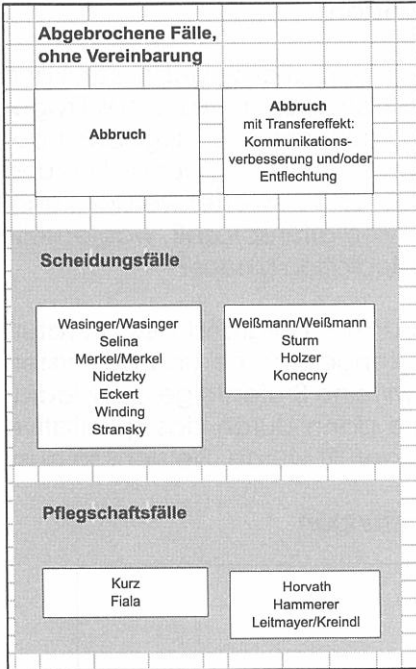 Abgebrochene Fälle,
ohne Vereinbarung
Abbruch
Abbruch
mit Transfereffekt:
Kommunikations-
verbesserung und/oder
Entflechtung
Scheidungsfälle
Wasinger/Wasinger
Selina
Merkel/Merkel
Nidetzky
Eckert
Winding
Stransky
Weißmann/Weißmann
Sturm
Holzer
Konecny
Pflegschaftsfälle
Kurz
Fiala
Horvath
Hammerer
Leitmayer/Kreindl